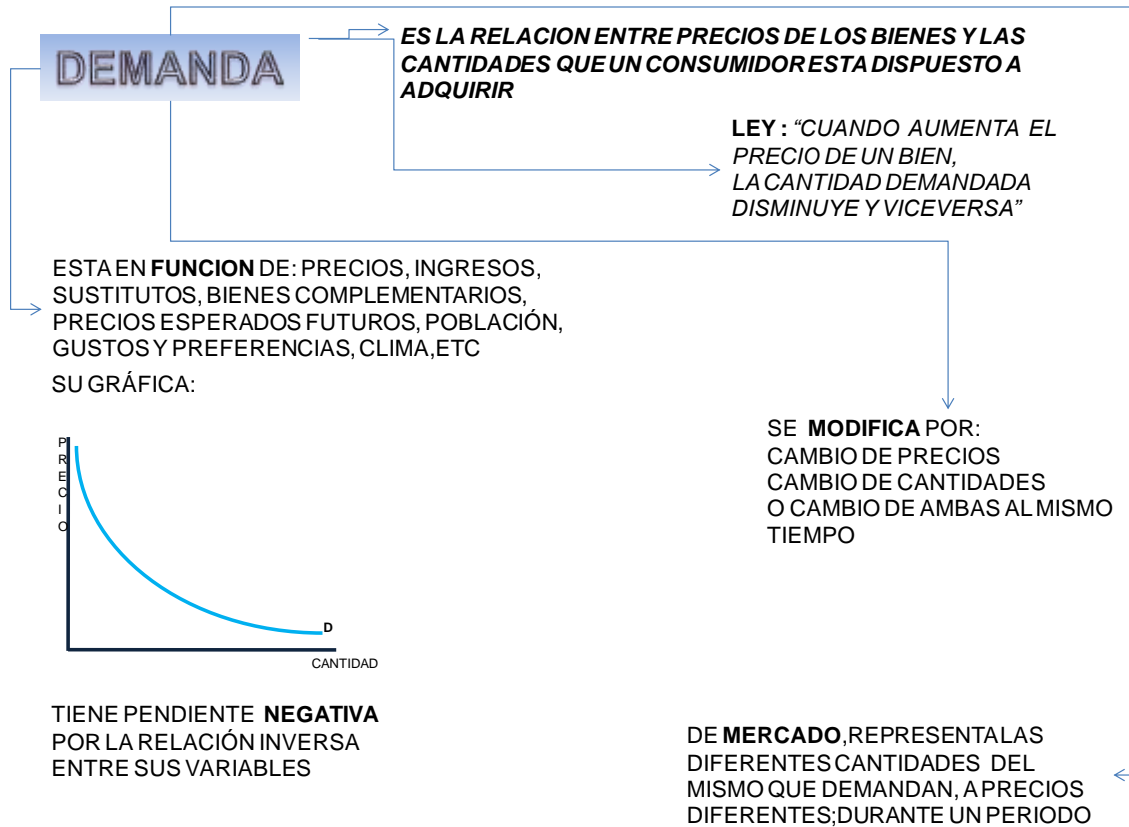 DEMANDA
ES LA RELACION ENTRE PRECIOS DE LOS BIENES Y LAS
CANTIDADES QUE UN CONSUMIDOR ESTA DISPUESTO A
ADQUIRIR
LEY : “CUANDO AUMENTA EL
PRECIO DE UN BIEN,
LA CANTIDAD DEMANDADA
DISMINUYE Y VICEVERSA”
ESTA EN FUNCION DE: PRECIOS, INGRESOS,
SUSTITUTOS, BIENES COMPLEMENTARIOS,
PRECIOS ESPERADOS FUTUROS, POBLACIÓN,
GUSTOS Y PREFERENCIAS, CLIMA,ETC
SU GRÁFICA:
PRECIO
D
CANTIDAD
TIENE PENDIENTE NEGATIVA
POR LA RELACIÓN INVERSA
ENTRE SUS VARIABLES
SE MODIFICA POR:
CAMBIO DE PRECIOS
CAMBIO DE CANTIDADES
O CAMBIO DE AMBAS AL MISMO
TIEMPO
DE MERCADO,REPRESENTA LAS
DIFERENTES CANTIDADES DEL
MISMO QUE DEMANDAN, A PRECIOS
DIFERENTES;DURANTE UN PERIODO